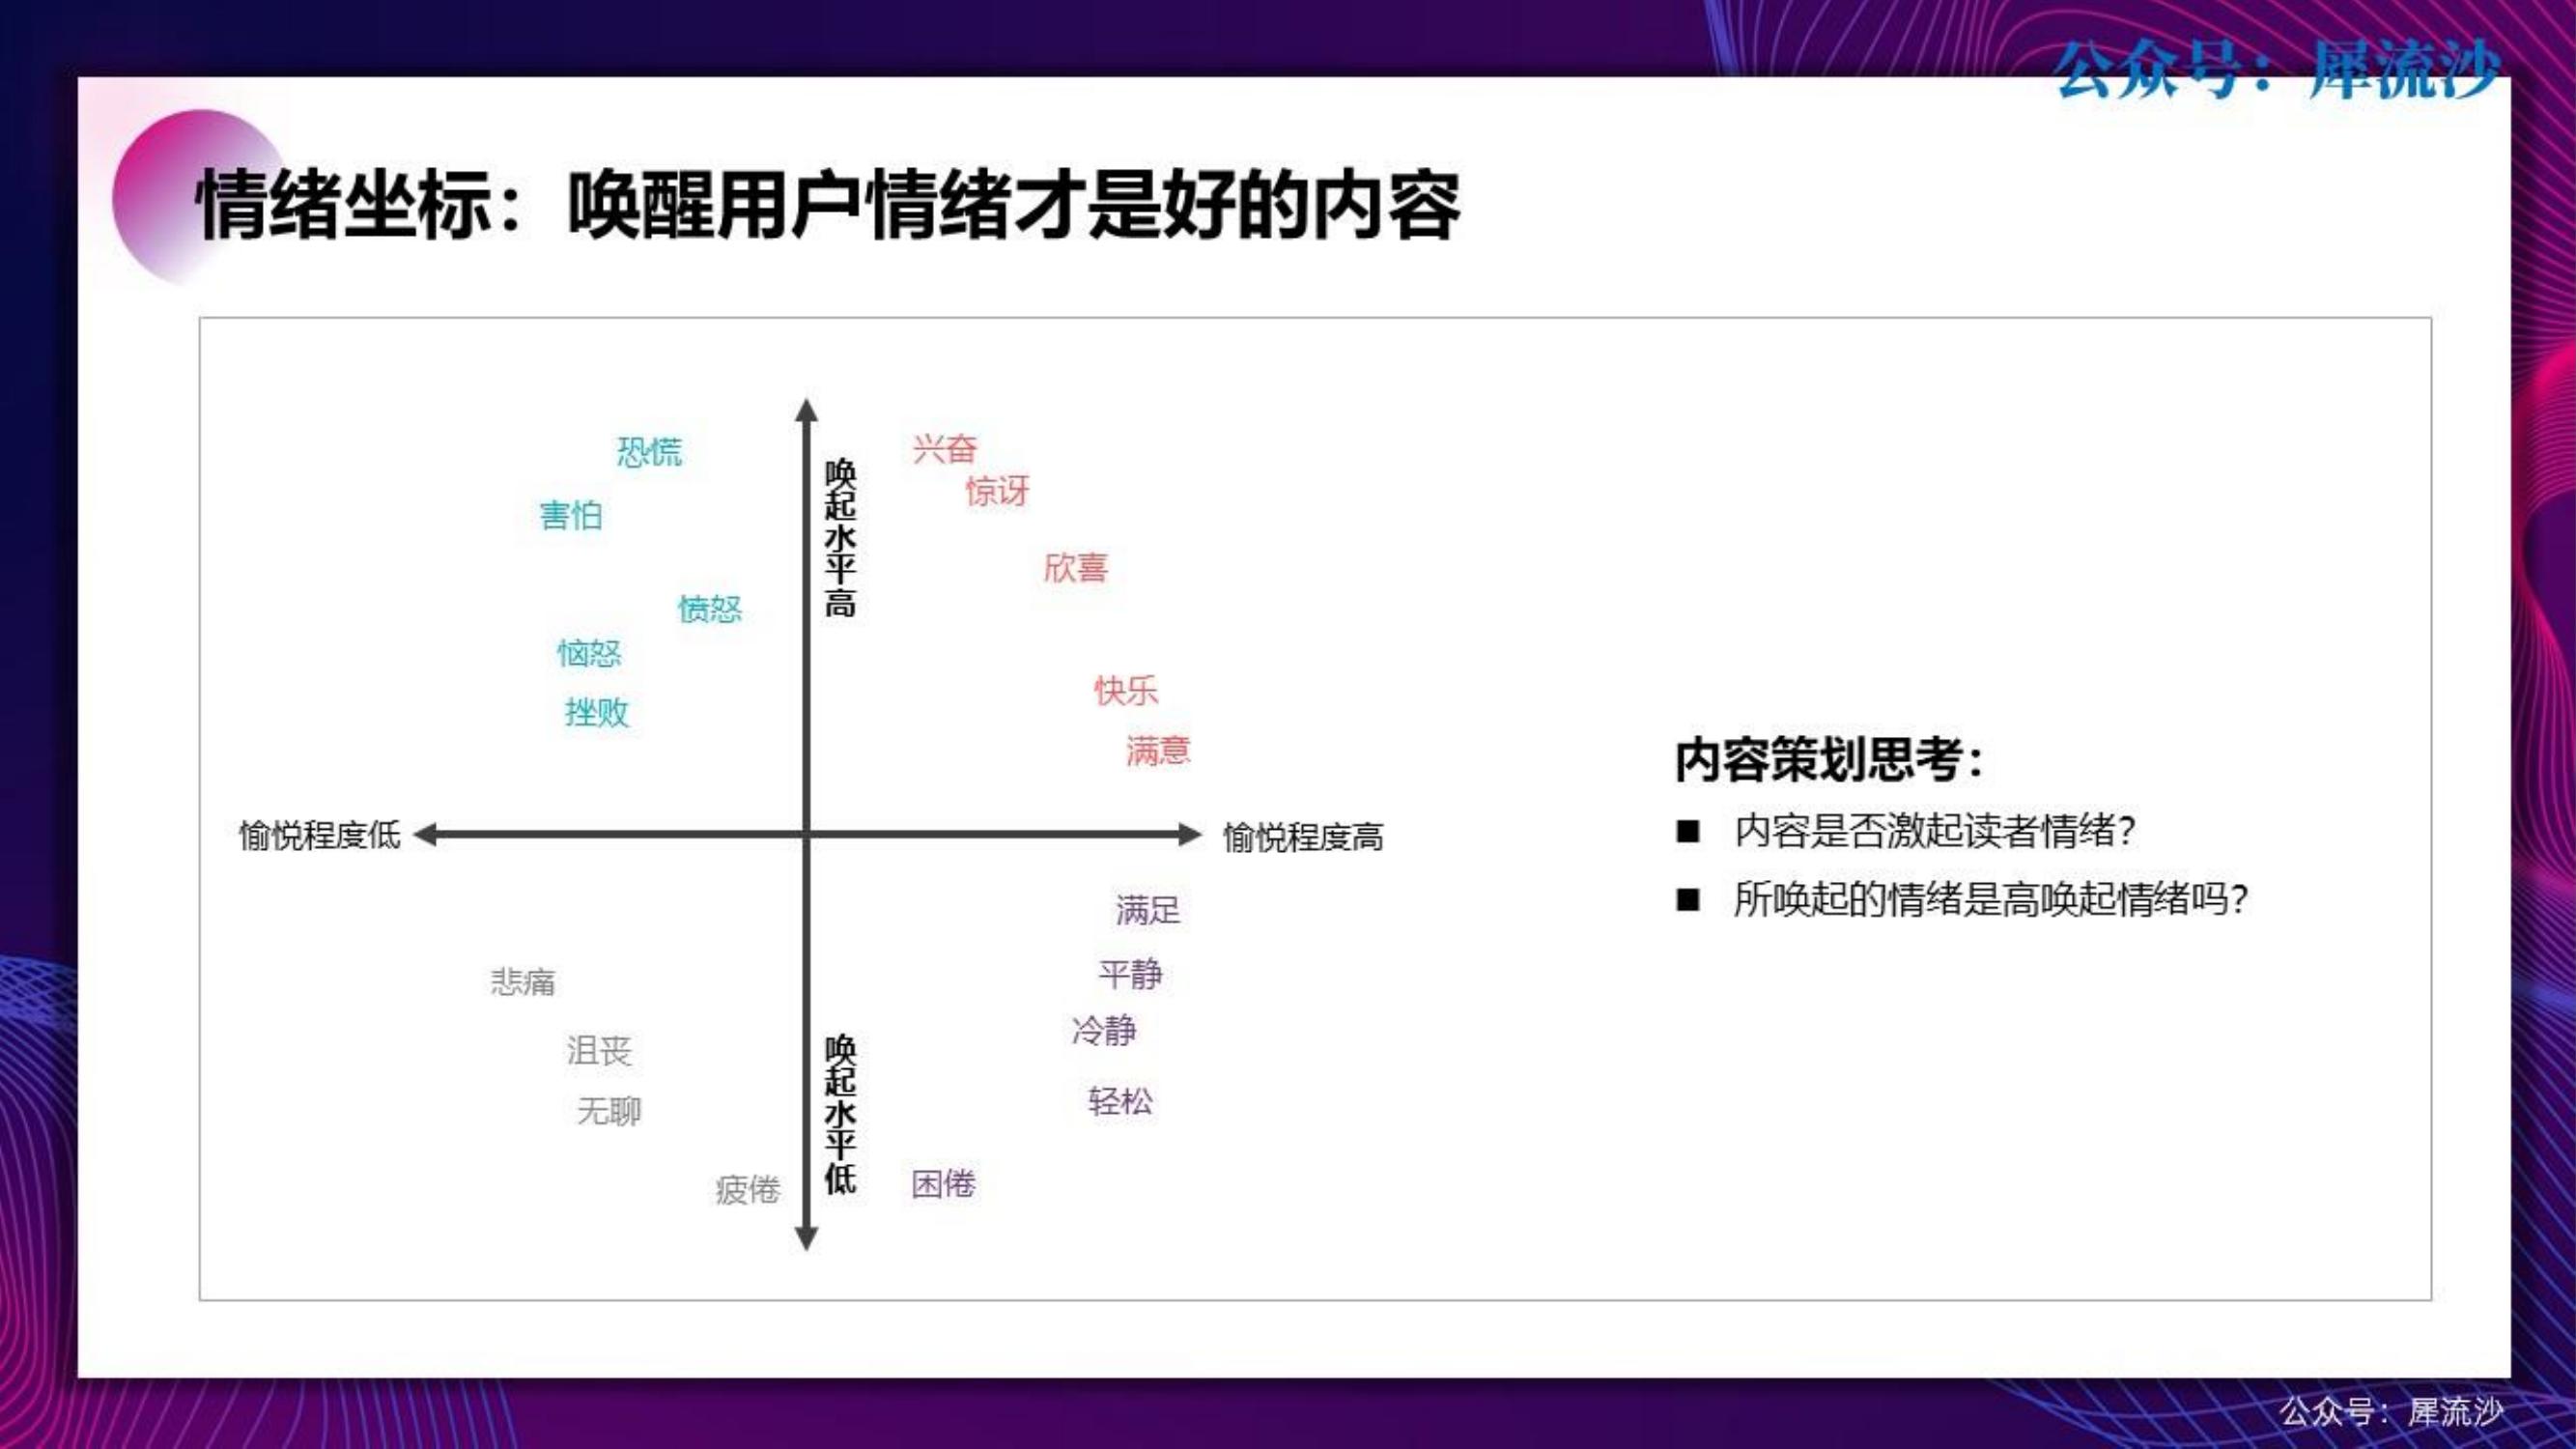 公众号：犀流沙
情绪坐标：唤醒用户情绪才是好的内容
恐慌
兴奋
惊讶
害怕
欣喜
愤怒
恼怒
挫败
快乐
满意
唤起水平高
愉悦程度低
愉悦程度高
满足
平静
冷静
轻松
困倦
悲痛
沮丧
无聊
疲倦
唤起水平低
内容策划思考：
■ 内容是否激起读者情绪？
■ 所唤起的情绪是高唤起情绪吗？
公众号：犀流沙